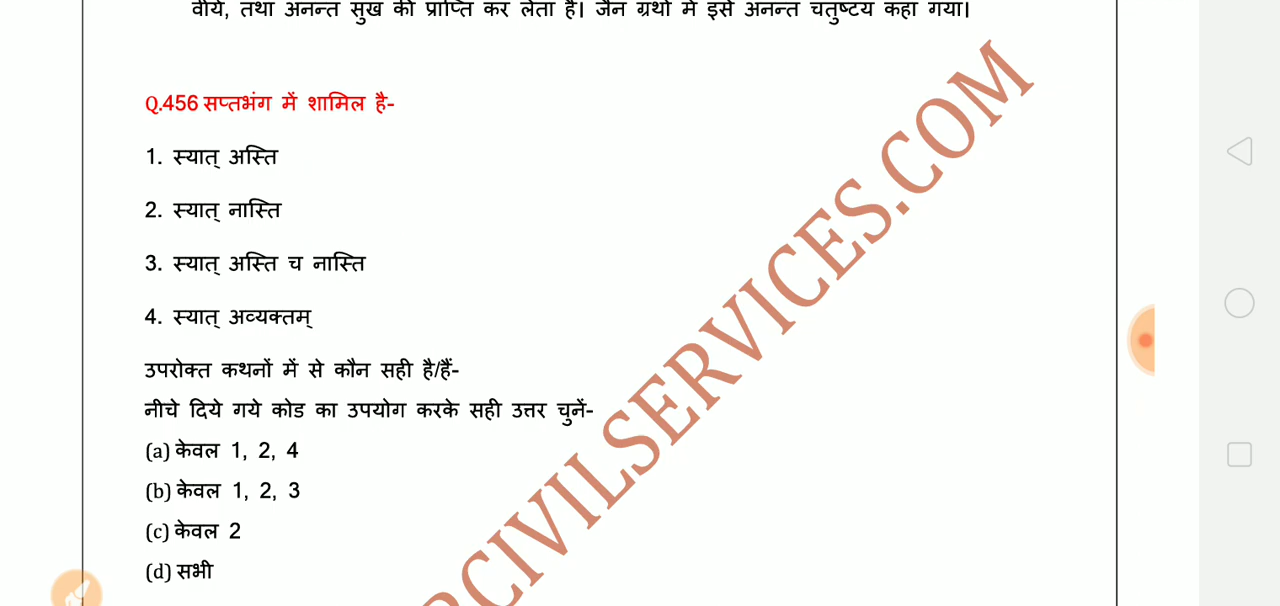 वीर्य, तथा अनन्त सुख की प्राप्ति कर लेता है। जैन ग्रंथों में इसे अनन्त चतुष्टय कहा गया।
Q.456 सप्तभंग में शामिल है-
1. स्यात् अस्ति
2. स्यात् नास्ति
3. स्यात् अस्ति च नास्ति
4. स्यात् अव्यक्तम्
उपरोक्त कथनों में से कौन सही है/हैं-
नीचे दिये गये कोड का उपयोग करके सही उत्तर चुनें-
(a) केवल 1, 2, 4
(b) केवल 1, 2, 3
(c) केवल 2
(d) सभी
RCIVILSERVICES.COM